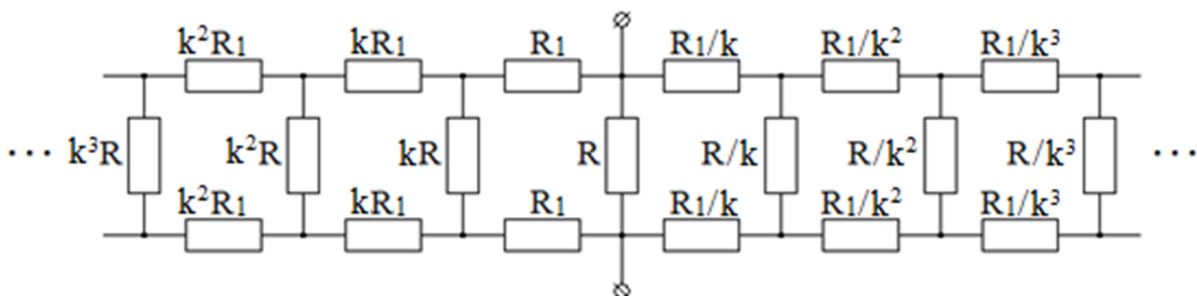 k²R₁ kR₁ R₁ R₁/k R₁/k² R₁/k³
··· k³R k²R kR R R/k R/k² R/k³ ···
k²R₁ kR₁ R₁ R₁/k R₁/k² R₁/k³